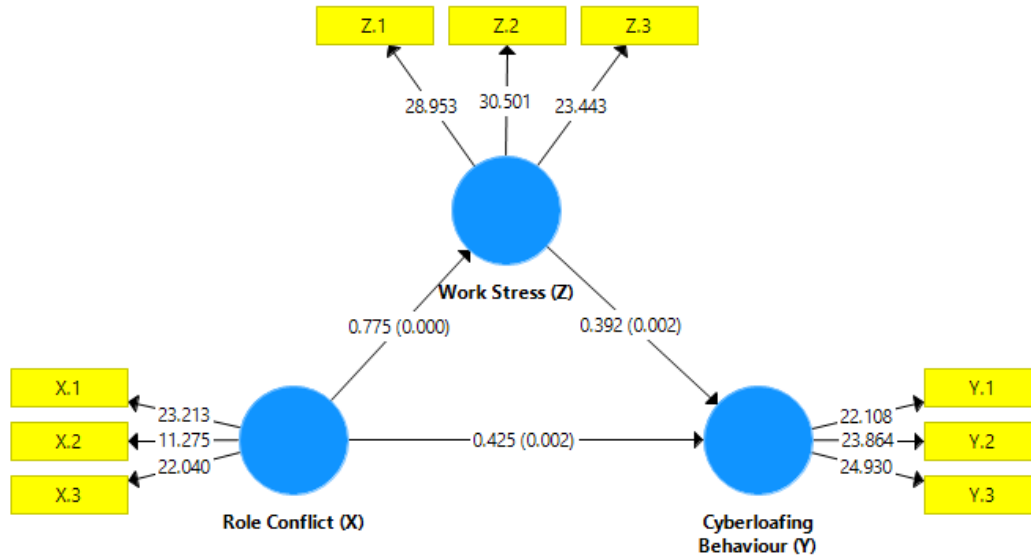 Z.1
Z.2
Z.3
28.953
30.501
23.443
Work Stress (Z)
0.775 (0.000)
0.392 (0.002)
X.1
X.2
X.3
23.213
11.275
22.040
0.425 (0.002)
22.108
23.864
24.930
Y.1
Y.2
Y.3
Role Conflict (X)
Cyberloafing
Behaviour (Y)